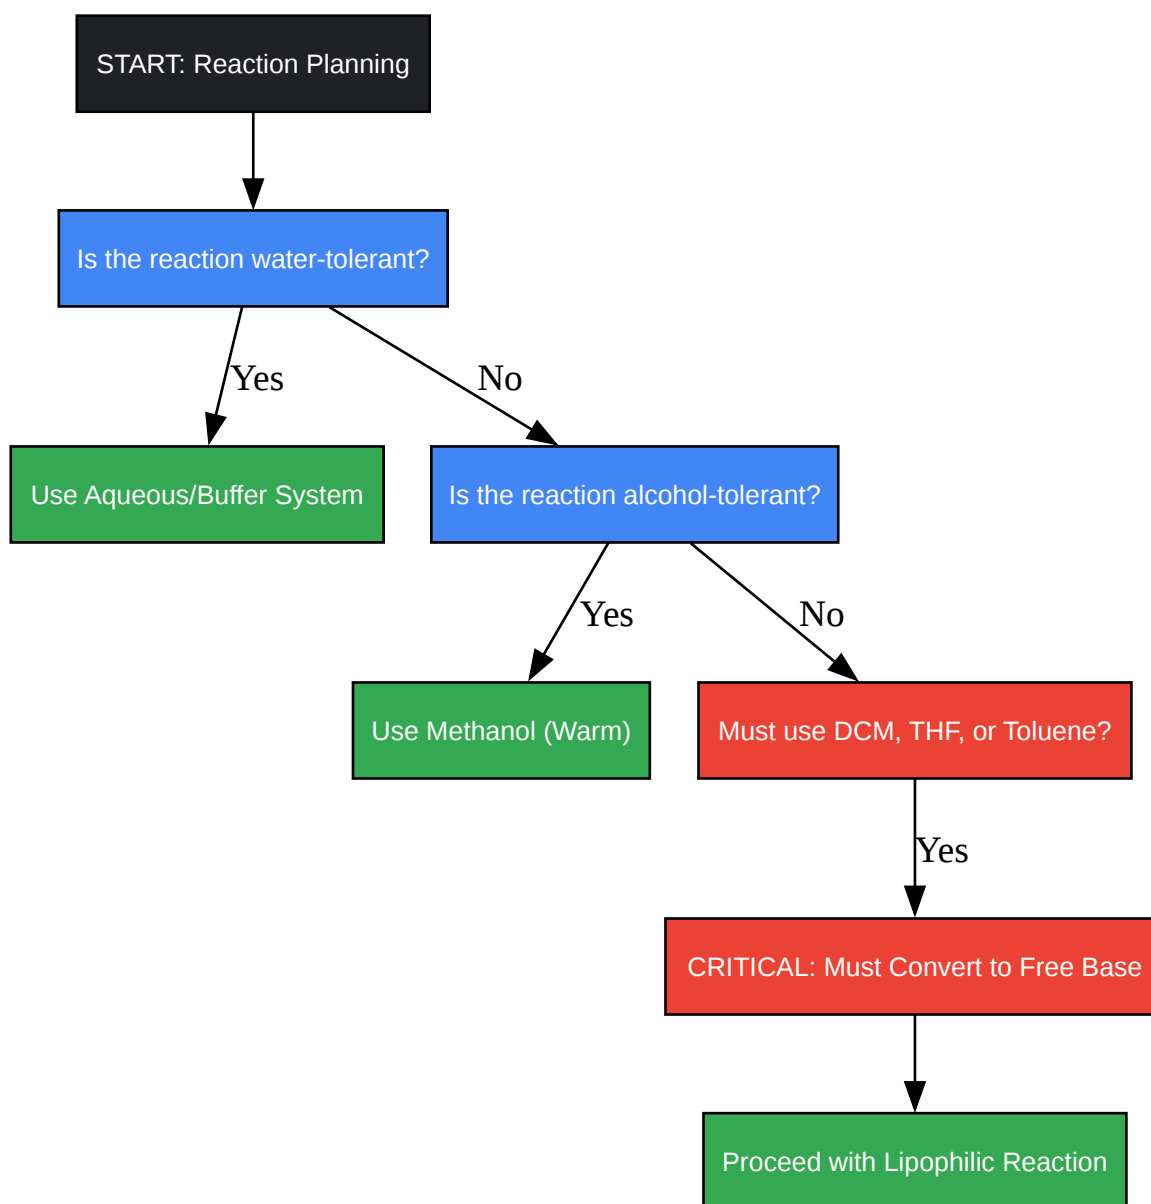 START: Reaction Planning
Is the reaction water-tolerant?
Yes
No
Use Aqueous/Buffer System
Is the reaction alcohol-tolerant?
Yes
No
Use Methanol (Warm)
Must use DCM, THF, or Toluene?
Yes
CRITICAL: Must Convert to Free Base
Proceed with Lipophilic Reaction